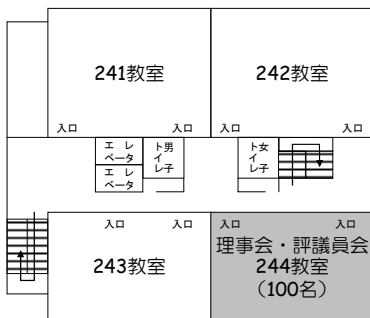 241教室
242教室
入口
入口
入口
入口
エレベータ
男子トイレ
女子トイレ
エレベータ
入口
入口
入口
入口
243教室
理事会・評議員会
244教室
(100名)